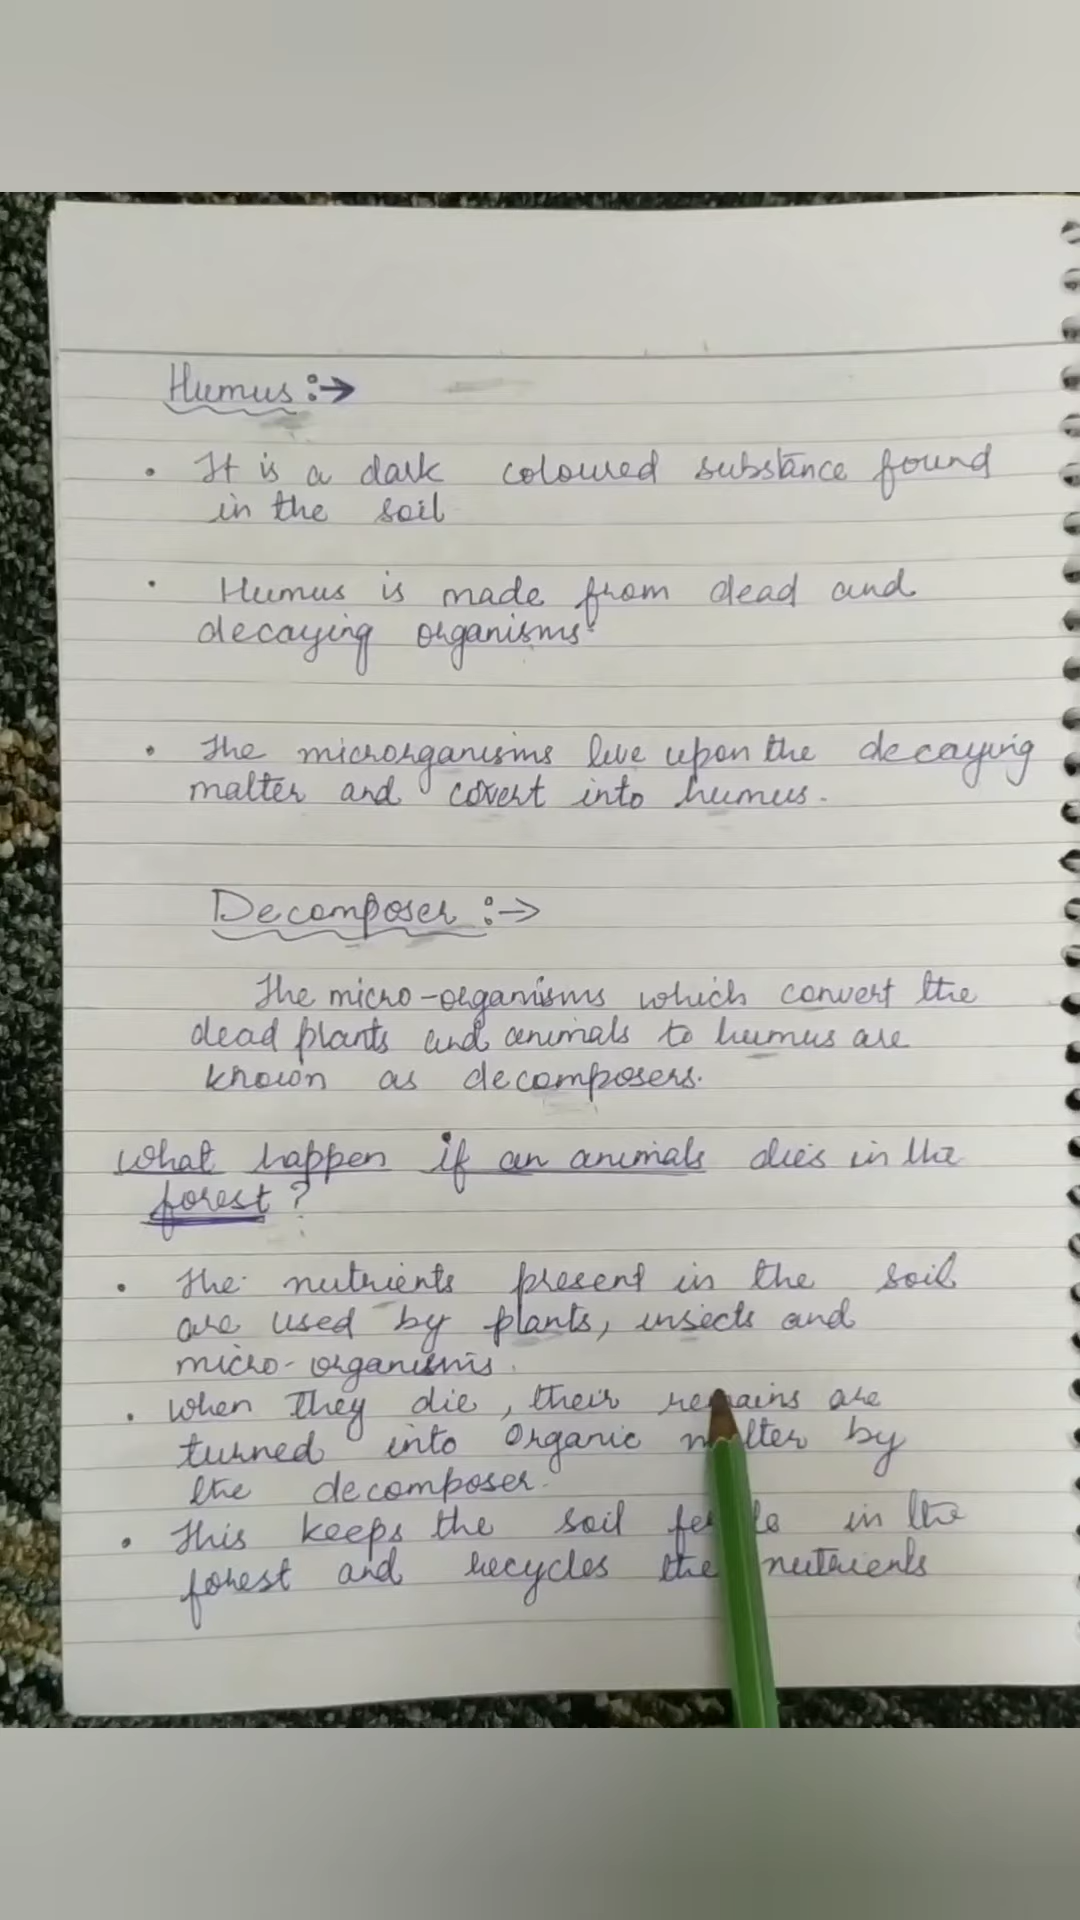 Humus :→
• It is a dark coloured substance found
in the soil
• Humus is made from dead and
decaying organisms.
• The microrganisms live upon the decaying
matter and covert into humus.
Decomposer :→
The micro-organisms which convert the
dead plants and animals to humus are
known as decomposers.
What happen if an animals dies in the
forest ?
• The nutrients present in the soil
are used by plants, insects and
micro-organisms.
• When they die, their remains are
turned into organic matter by
the decomposer.
• This keeps the soil in the
forest and recycles the nutrients